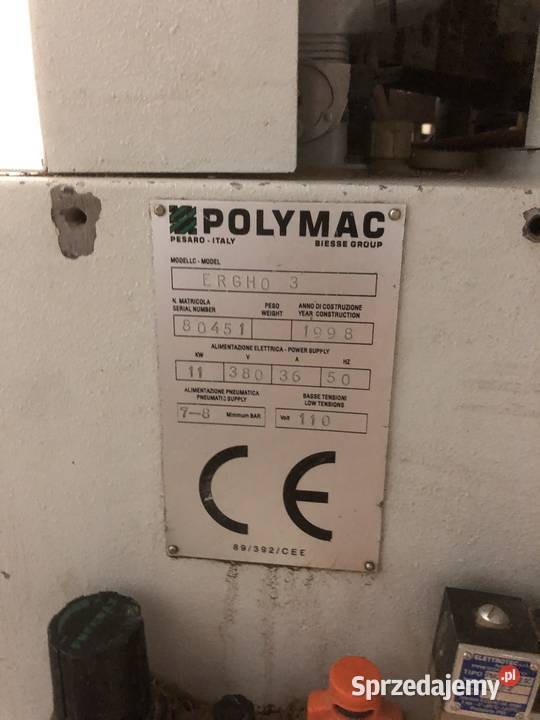 POLYMAC
PESARO - ITALY BIESSE GROUP
MODELLO - MODEL
ERGHO 3
N. MATRICOLA PESO ANNO DI COSTRUZIONE
SERIAL NUMBER WEIGHT YEAR CONSTRUCTION
80451 1998
ALIMENTAZIONE ELETTRICA - POWER SUPPLY
KW V A HZ
11 380 36 50
ALIMENTAZIONE PNEUMATICA BASSE TENSIONI
PNEUMATIC SUPPLY LOW TENSIONS
7-8 Minimum BAR Volt 110
CE
89/392/CEE
ELETTROTEC
TIPO
Sprzedajemy.pl